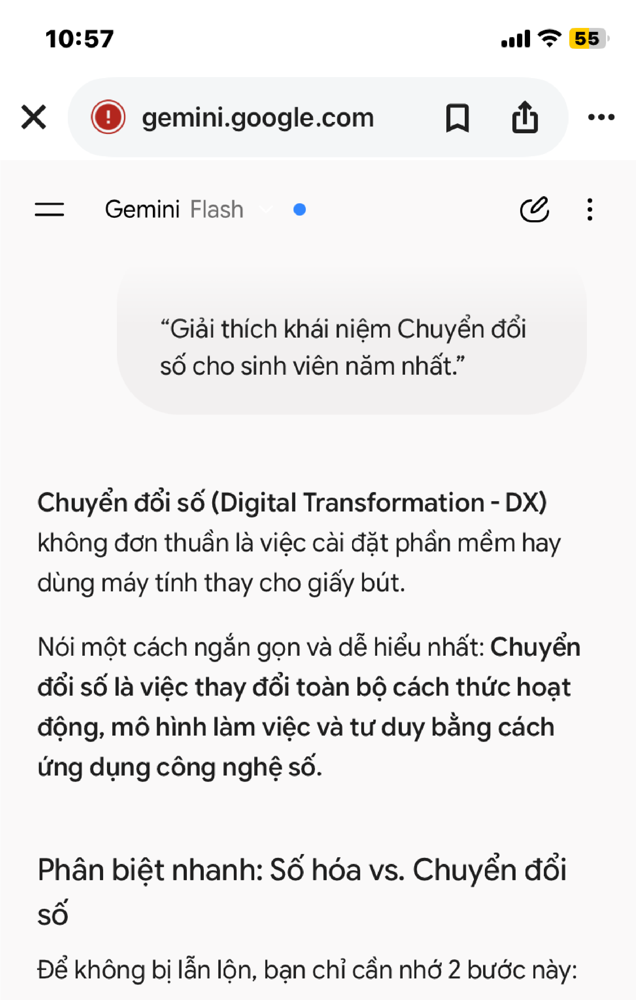 10:57
55
gemini.google.com
Gemini Flash
“Giải thích khái niệm Chuyển đổi
số cho sinh viên năm nhất.”
Chuyển đổi số (Digital Transformation - DX)
không đơn thuần là việc cài đặt phần mềm hay
dùng máy tính thay cho giấy bút.
Nói một cách ngắn gọn và dễ hiểu nhất: Chuyển
đổi số là việc thay đổi toàn bộ cách thức hoạt
động, mô hình làm việc và tư duy bằng cách
ứng dụng công nghệ số.
Phân biệt nhanh: Số hóa vs. Chuyển đổi
số
Để không bị lẫn lộn, bạn chỉ cần nhớ 2 bước này: